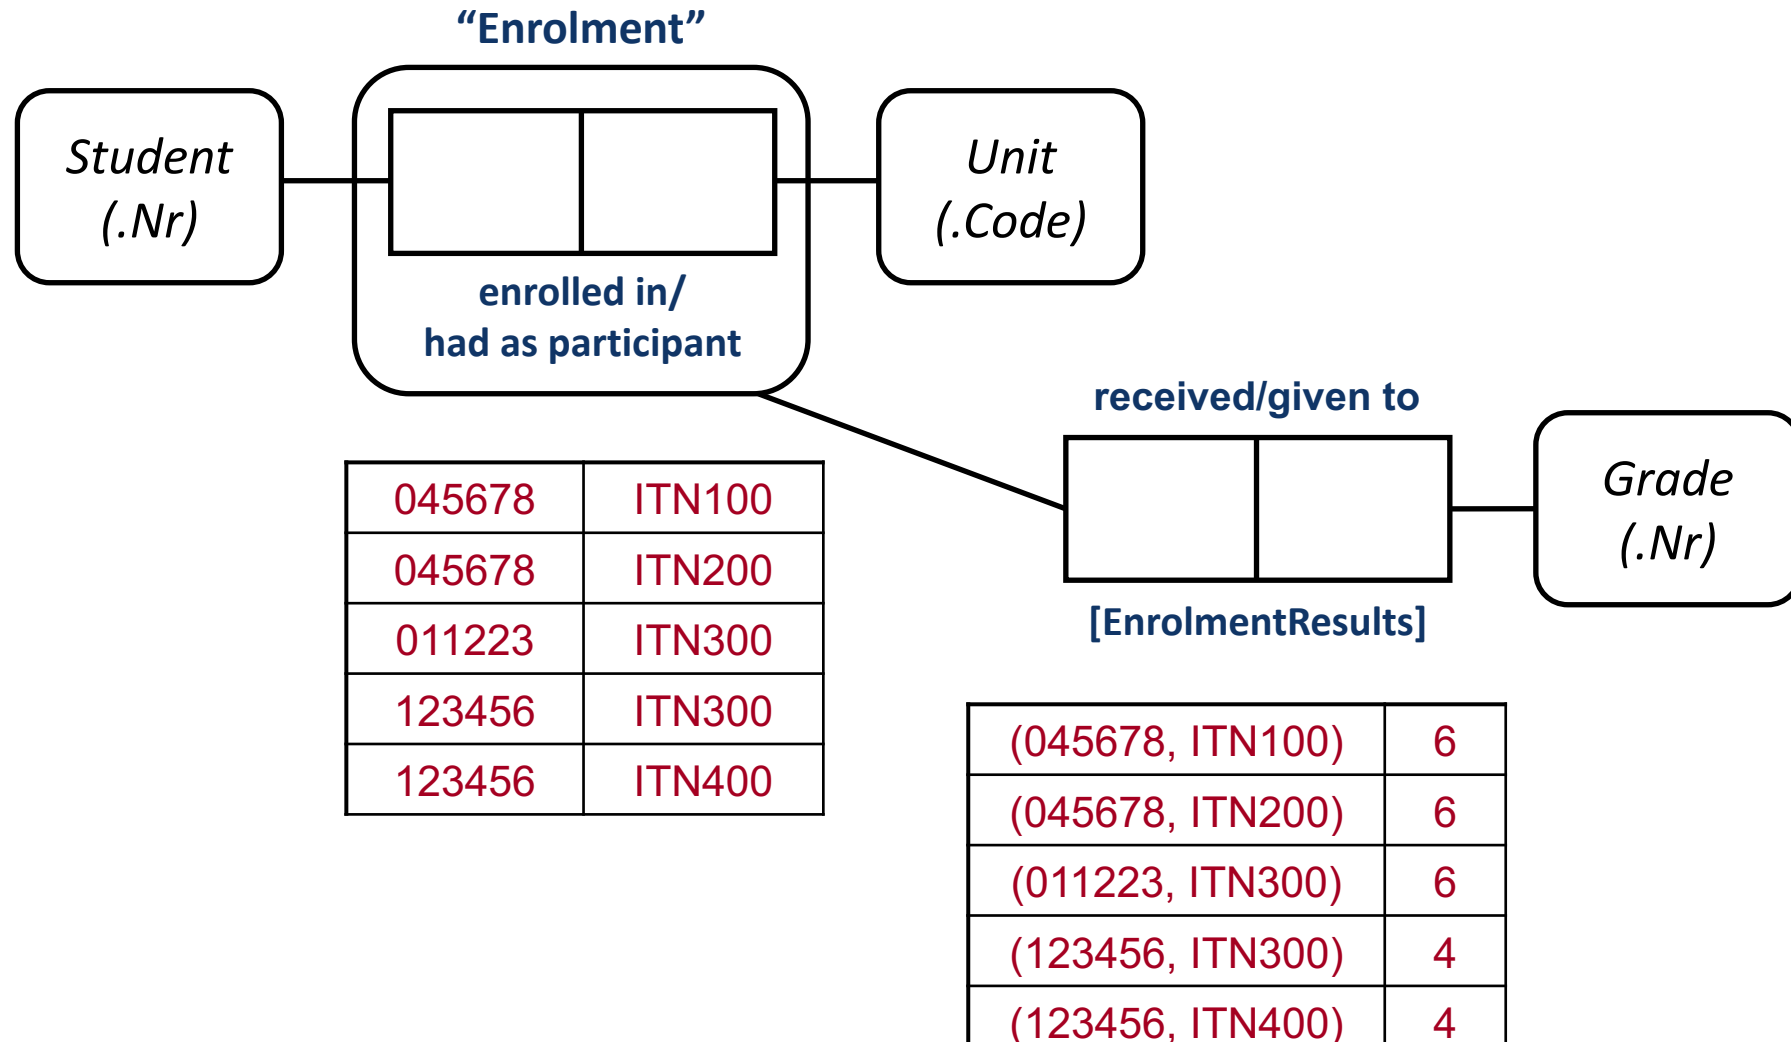 “Enrolment”
Student
(.Nr)
Unit
(.Code)
enrolled in/
had as participant
received/given to
Grade
(.Nr)
[EnrolmentResults]
045678 ITN100
045678 ITN200
011223 ITN300
123456 ITN300
123456 ITN400
(045678, ITN100) 6
(045678, ITN200) 6
(011223, ITN300) 6
(123456, ITN300) 4
(123456, ITN400) 4